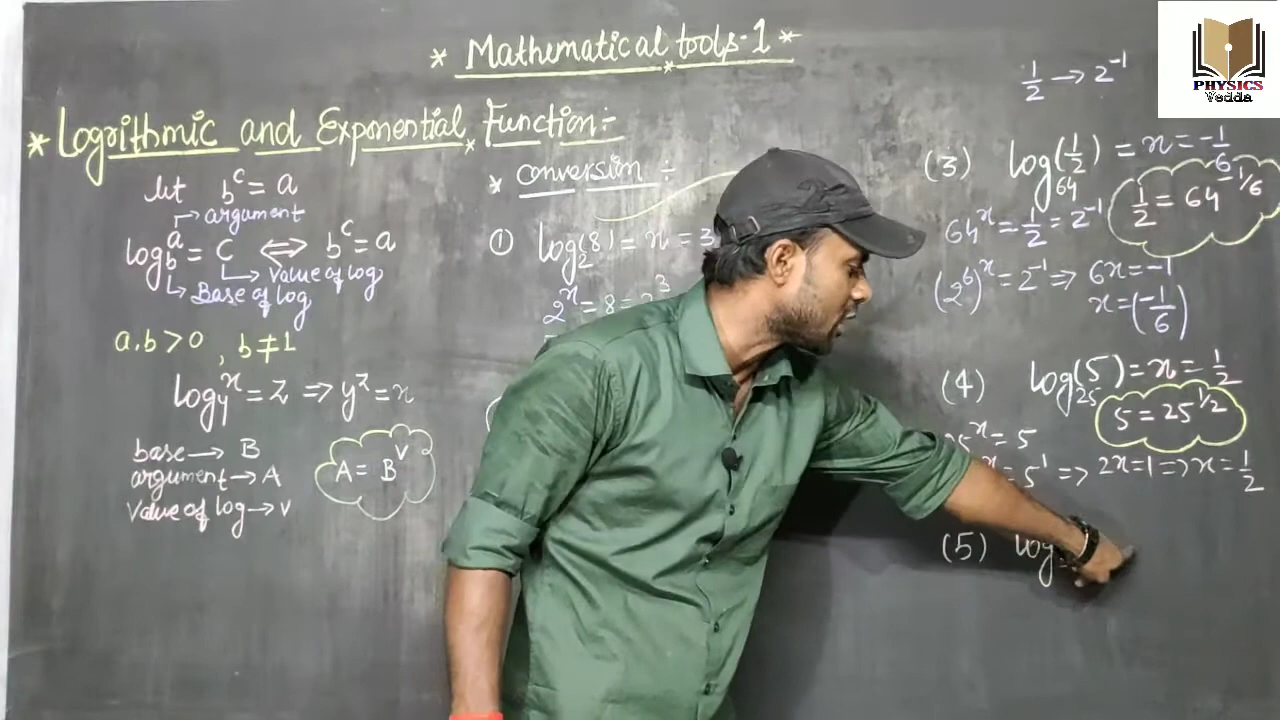 * Mathematical tools-1 *
* Logrithmic and Exponential Function:-
let b^c = a
→ argument
log_b^a = c ⟺ b^c = a
→ Value of log
→ Base of log
a.b > 0 , b ≠ 1
log_y^x = z ⇒ y^z = x
base → B
argument → A
Value of log → v
A = B^v
* conversion :
① log_2(8) = x = 3
2^x = 8 = 2^3
1/2 → 2^-1
(3) log_64(1/2) = x = -1/6
1/2 = 64^-1/6
64^x = 1/2 = 2^-1
(2^6)^x = 2^-1 ⇒ 6x = -1
x = (-1/6)
(4) log_25(5) = x = 1/2
5 = 25^1/2
x = 5
x = 5^1 ⇒ 2x = 1 ⇒ x = 1/2
(5) log
PHYSICS
Vedda